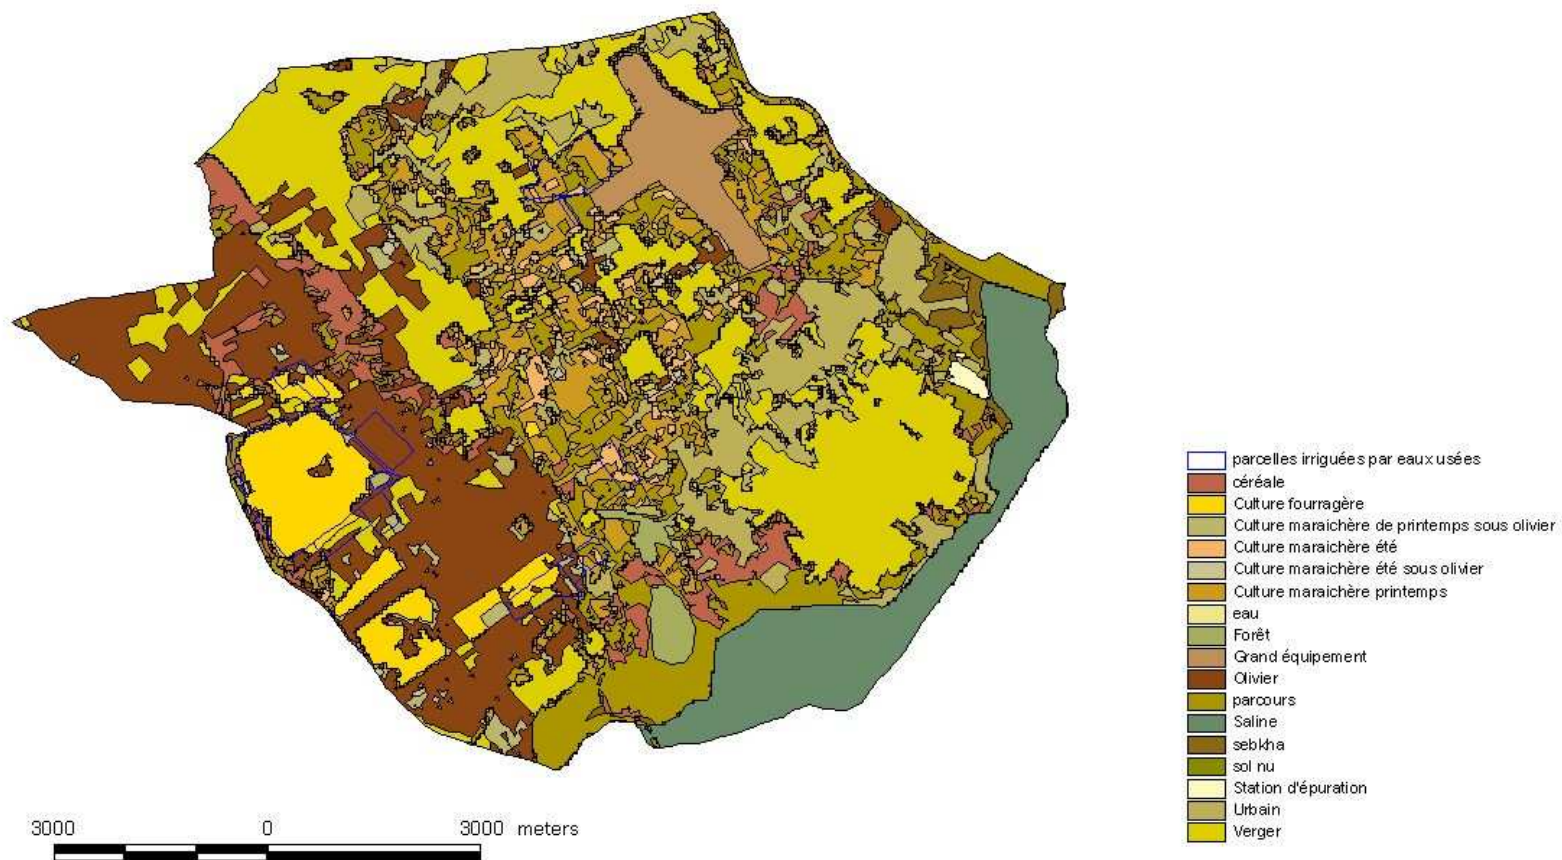 parcelles irriguées par eaux usées
céréale
Culture fourragère
Culture maraichère de printemps sous olivier
Culture maraichère été
Culture maraichère été sous olivier
Culture maraichère printemps
eau
Forêt
Grand équipement
Olivier
parcours
Saline
sebkha
sol nu
Station d'épuration
Urbain
Verger
3000 0 3000 meters